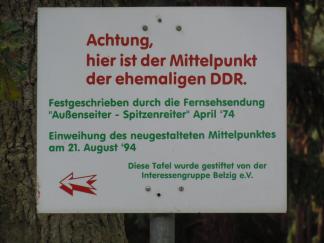 Achtung,
hier ist der Mittelpunkt
der ehemaligen DDR.
Festgeschrieben durch die Fernsehsendung
"Außenseiter - Spitzenreiter" April '74
Einweihung des neugestalteten Mittelpunktes
am 21. August '94
Diese Tafel wurde gestiftet von der
Interessengruppe Belzig e.V.